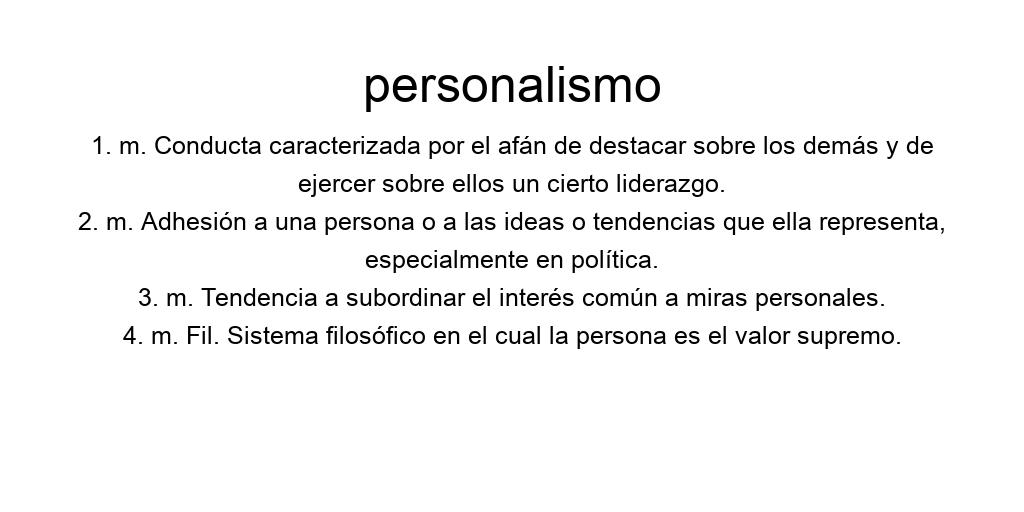 personalismo
1. m. Conducta caracterizada por el afán de destacar sobre los demás y de
ejercer sobre ellos un cierto liderazgo.
2. m. Adhesión a una persona o a las ideas o tendencias que ella representa,
especialmente en política.
3. m. Tendencia a subordinar el interés común a miras personales.
4. m. Fil. Sistema filosófico en el cual la persona es el valor supremo.